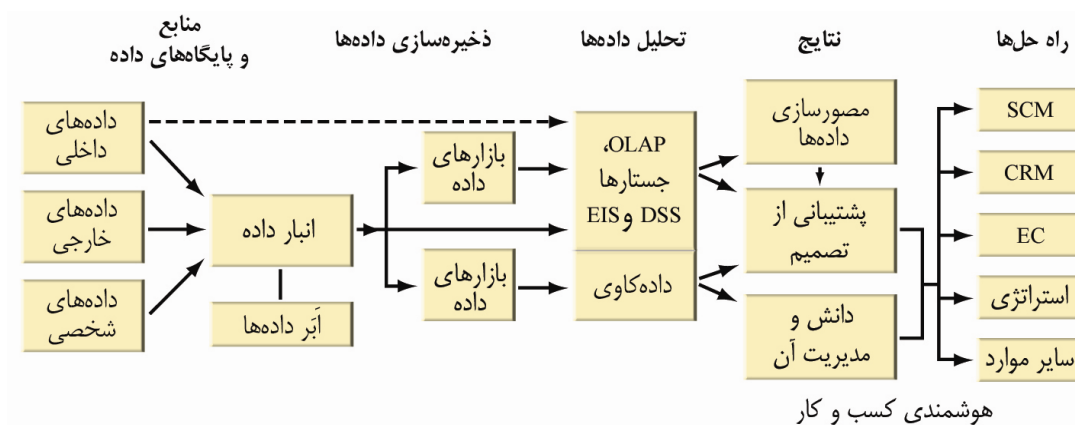 منابع
و پایگاه‌های داده
ذخیره‌سازی داده‌ها
تحلیل داده‌ها
نتایج
راه حل‌ها
داده‌های
داخلی
داده‌های
خارجی
داده‌های
شخصی
انبار داده
اَبَر داده‌ها
بازارهای
داده
بازارهای
داده
OLAP،
جستارها
DSS و EIS
داده‌کاوی
مصورسازی
داده‌ها
پشتیبانی از
تصمیم
دانش و
مدیریت آن
SCM
CRM
EC
استراتژی
سایر موارد
هوشمندی کسب و کار